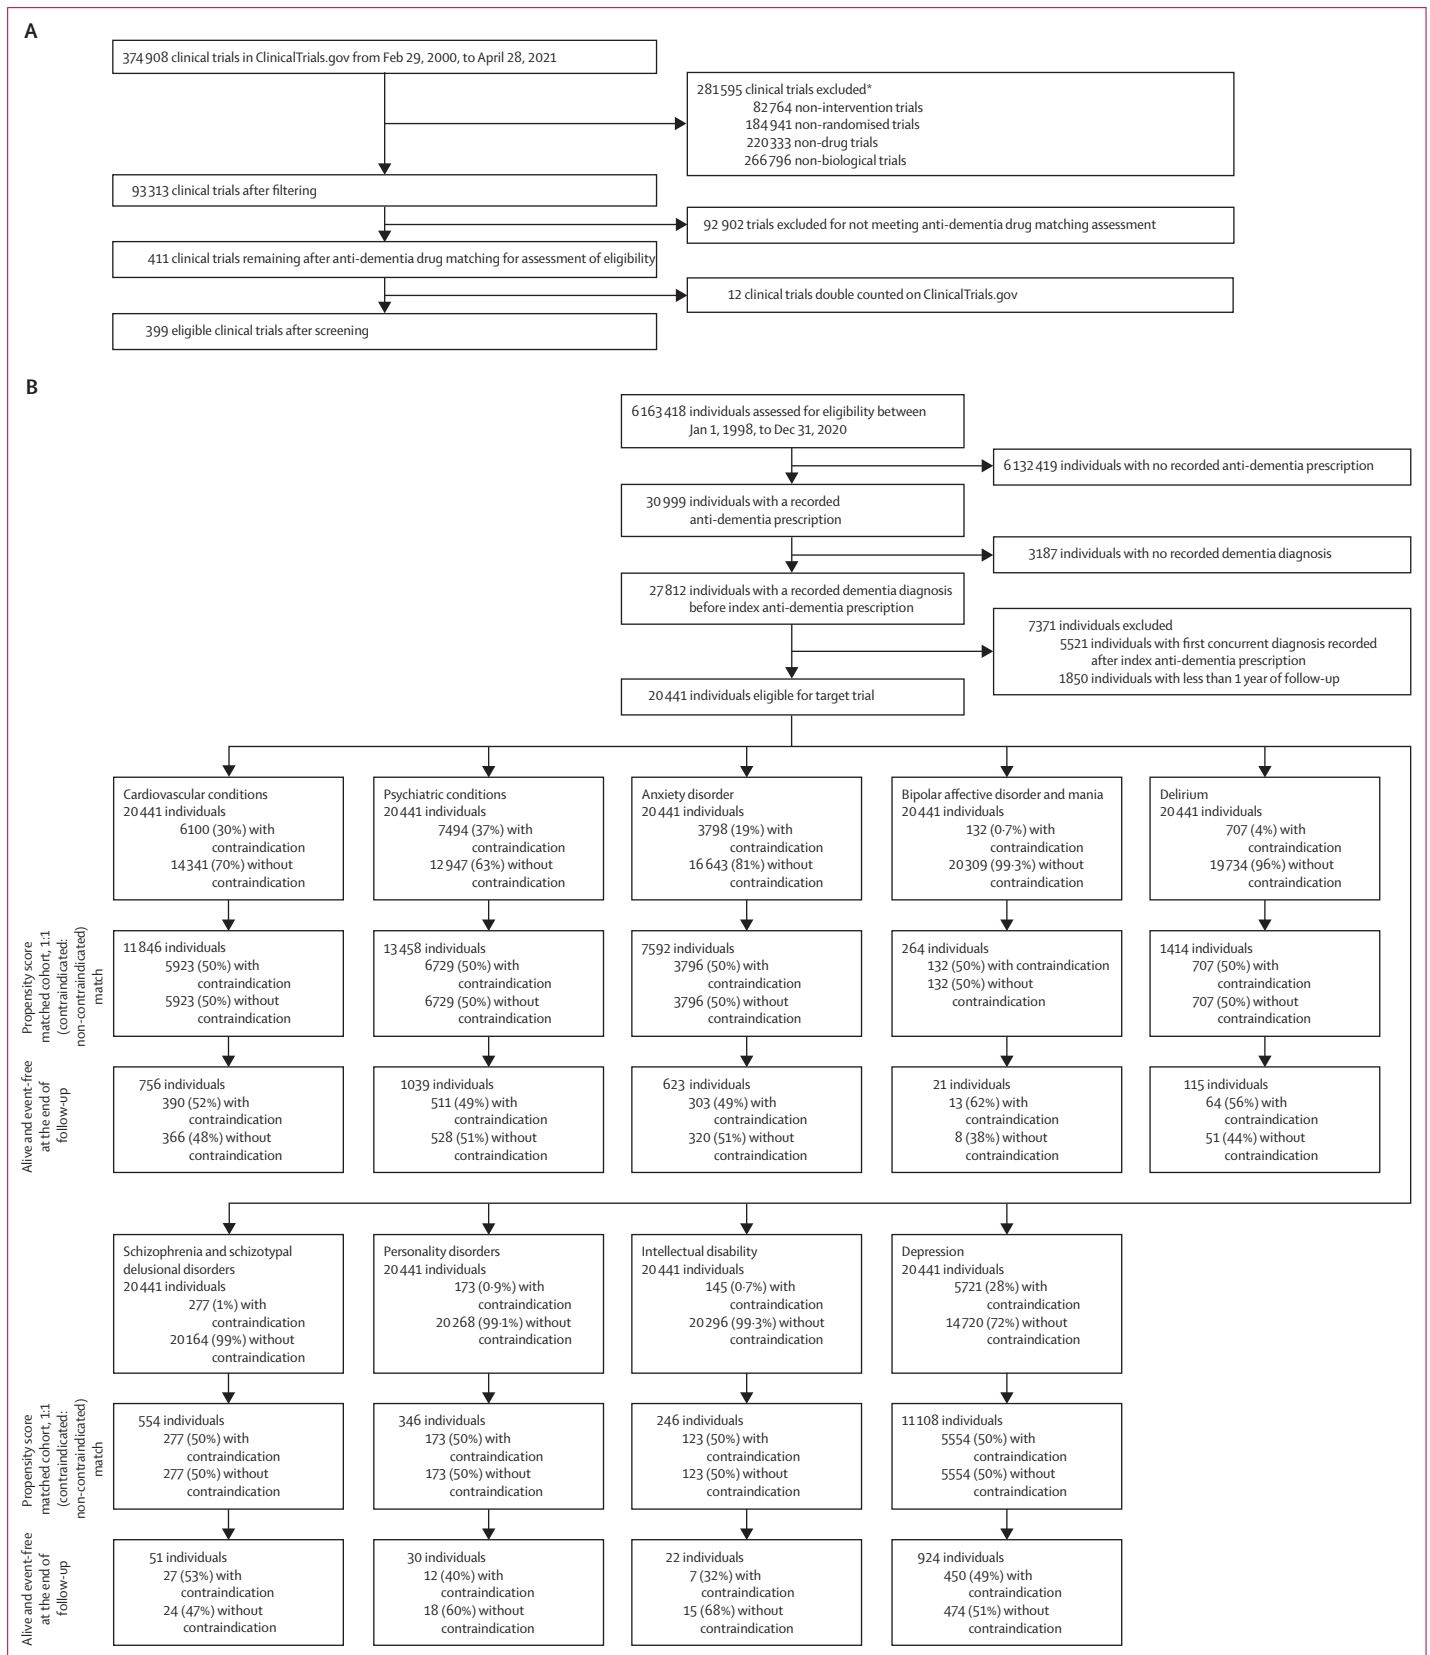 A
374 908 clinical trials in ClinicalTrials.gov from Feb 29, 2000, to April 28, 2021
281 595 clinical trials excluded*
82 764 non-intervention trials
184 941 non-randomised trials
220 333 non-drug trials
266 796 non-biological trials
93 313 clinical trials after filtering
92 902 trials excluded for not meeting anti-dementia drug matching assessment
411 clinical trials remaining after anti-dementia drug matching for assessment of eligibility
12 clinical trials double counted on ClinicalTrials.gov
399 eligible clinical trials after screening
B
6 163 418 individuals assessed for eligibility between
Jan 1, 1998, to Dec 31, 2020
6 132 419 individuals with no recorded anti-dementia prescription
30 999 individuals with a recorded
anti-dementia prescription
3187 individuals with no recorded dementia diagnosis
27 812 individuals with a recorded dementia diagnosis
before index anti-dementia prescription
7371 individuals excluded
5521 individuals with first concurrent diagnosis recorded
after index anti-dementia prescription
1850 individuals with less than 1 year of follow-up
20 441 individuals eligible for target trial
Cardiovascular conditions
20 441 individuals
6100 (30%) with
contraindication
14 341 (70%) without
contraindication
Psychiatric conditions
20 441 individuals
7494 (37%) with
contraindication
12 947 (63%) without
contraindication
Anxiety disorder
20 441 individuals
3798 (19%) with
contraindication
16 643 (81%) without
contraindication
Bipolar affective disorder and mania
20 441 individuals
132 (0·7%) with
contraindication
20 309 (99·3%) without
contraindication
Delirium
20 441 individuals
707 (4%) with
contraindication
19 734 (96%) without
contraindication
Propensity score
matched cohort, 1:1
(contraindicated:
non-contraindicated)
match
11 846 individuals
5923 (50%) with
contraindication
5923 (50%) without
contraindication
13 458 individuals
6729 (50%) with
contraindication
6729 (50%) without
contraindication
7592 individuals
3796 (50%) with
contraindication
3796 (50%) without
contraindication
264 individuals
132 (50%) with contraindication
132 (50%) without
contraindication
1414 individuals
707 (50%) with
contraindication
707 (50%) without
contraindication
Alive and event-free
at the end of
follow-up
756 individuals
390 (52%) with
contraindication
366 (48%) without
contraindication
1039 individuals
511 (49%) with
contraindication
528 (51%) without
contraindication
623 individuals
303 (49%) with
contraindication
320 (51%) without
contraindication
21 individuals
13 (62%) with
contraindication
8 (38%) without
contraindication
115 individuals
64 (56%) with
contraindication
51 (44%) without
contraindication
Schizophrenia and schizotypal
delusional disorders
20 441 individuals
277 (1%) with
contraindication
20 164 (99%) without
contraindication
Personality disorders
20 441 individuals
173 (0·9%) with
contraindication
20 268 (99·1%) without
contraindication
Intellectual disability
20 441 individuals
145 (0·7%) with
contraindication
20 296 (99·3%) without
contraindication
Depression
20 441 individuals
5721 (28%) with
contraindication
14 720 (72%) without
contraindication
Propensity score
matched cohort, 1:1
(contraindicated:
non-contraindicated)
match
554 individuals
277 (50%) with
contraindication
277 (50%) without
contraindication
346 individuals
173 (50%) with
contraindication
173 (50%) without
contraindication
246 individuals
123 (50%) with
contraindication
123 (50%) without
contraindication
11 108 individuals
5554 (50%) with
contraindication
5554 (50%) without
contraindication
Alive and event-free
at the end of
follow-up
51 individuals
27 (53%) with
contraindication
24 (47%) without
contraindication
30 individuals
12 (40%) with
contraindication
18 (60%) without
contraindication
22 individuals
7 (32%) with
contraindication
15 (68%) without
contraindication
924 individuals
450 (49%) with
contraindication
474 (51%) without
contraindication